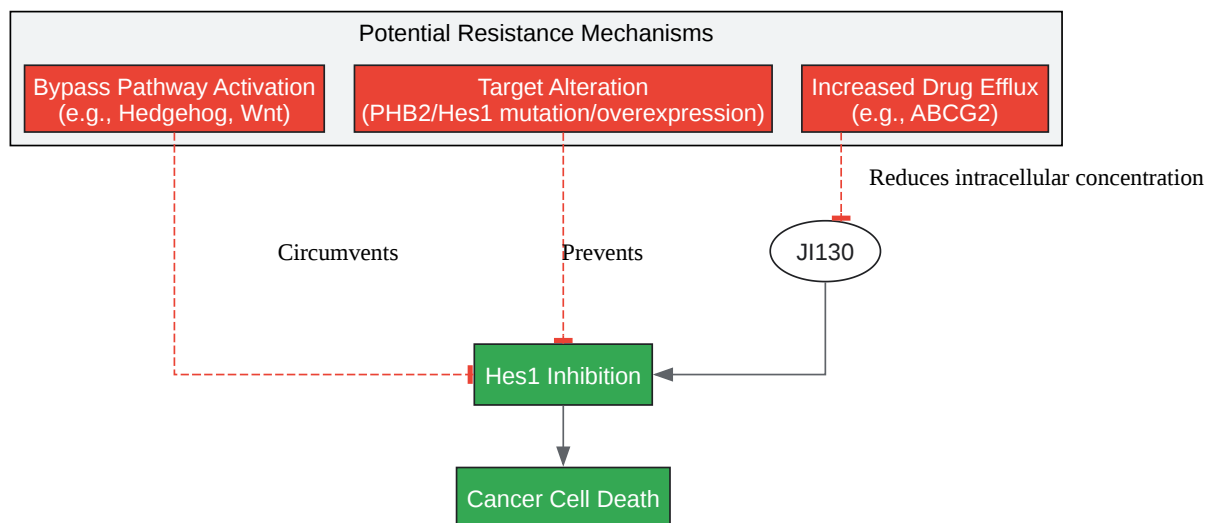 Potential Resistance Mechanisms
Bypass Pathway Activation
(e.g., Hedgehog, Wnt)
Target Alteration
(PHB2/Hes1 mutation/overexpression)
Increased Drug Efflux
(e.g., ABCG2)
Reduces intracellular concentration
Circumvents
Prevents
JI130
Hes1 Inhibition
Cancer Cell Death